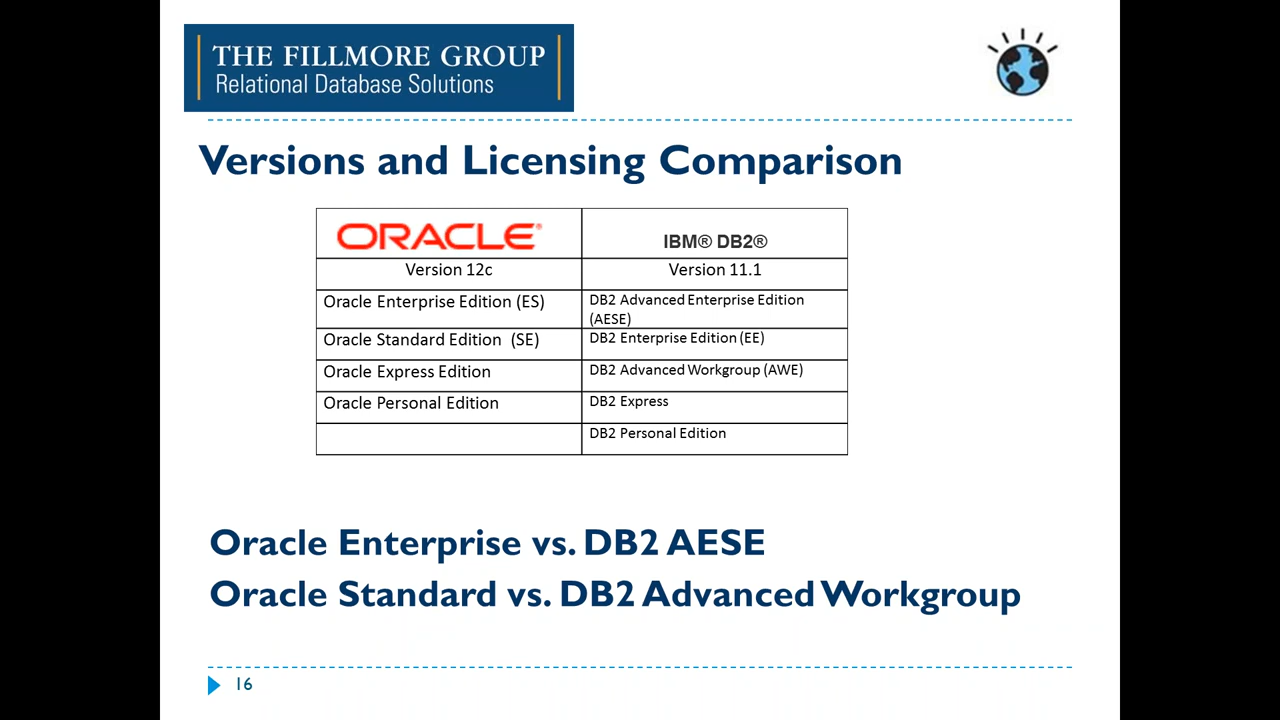 THE FILLMORE GROUP
Relational Database Solutions
Versions and Licensing Comparison
ORACLE® IBM® DB2®
Version 12c Version 11.1
Oracle Enterprise Edition (ES) DB2 Advanced Enterprise Edition
(AESE)
Oracle Standard Edition (SE) DB2 Enterprise Edition (EE)
Oracle Express Edition DB2 Advanced Workgroup (AWE)
Oracle Personal Edition DB2 Express
DB2 Personal Edition
Oracle Enterprise vs. DB2 AESE
Oracle Standard vs. DB2 Advanced Workgroup
16